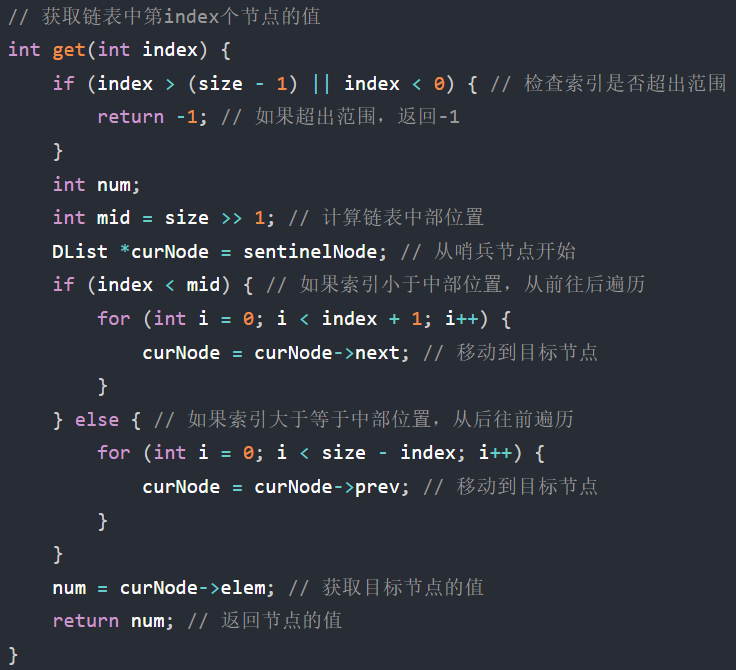 // 获取链表中第index个节点的值
int get(int index) {
    if (index > (size - 1) || index < 0) { // 检查索引是否超出范围
        return -1; // 如果超出范围，返回-1
    }
    int num;
    int mid = size >> 1; // 计算链表中部位置
    DList *curNode = sentinelNode; // 从哨兵节点开始
    if (index < mid) { // 如果索引小于中部位置，从前往后遍历
        for (int i = 0; i < index + 1; i++) {
            curNode = curNode->next; // 移动到目标节点
        }
    } else { // 如果索引大于等于中部位置，从后往前遍历
        for (int i = 0; i < size - index; i++) {
            curNode = curNode->prev; // 移动到目标节点
        }
    }
    num = curNode->elem; // 获取目标节点的值
    return num; // 返回节点的值
}